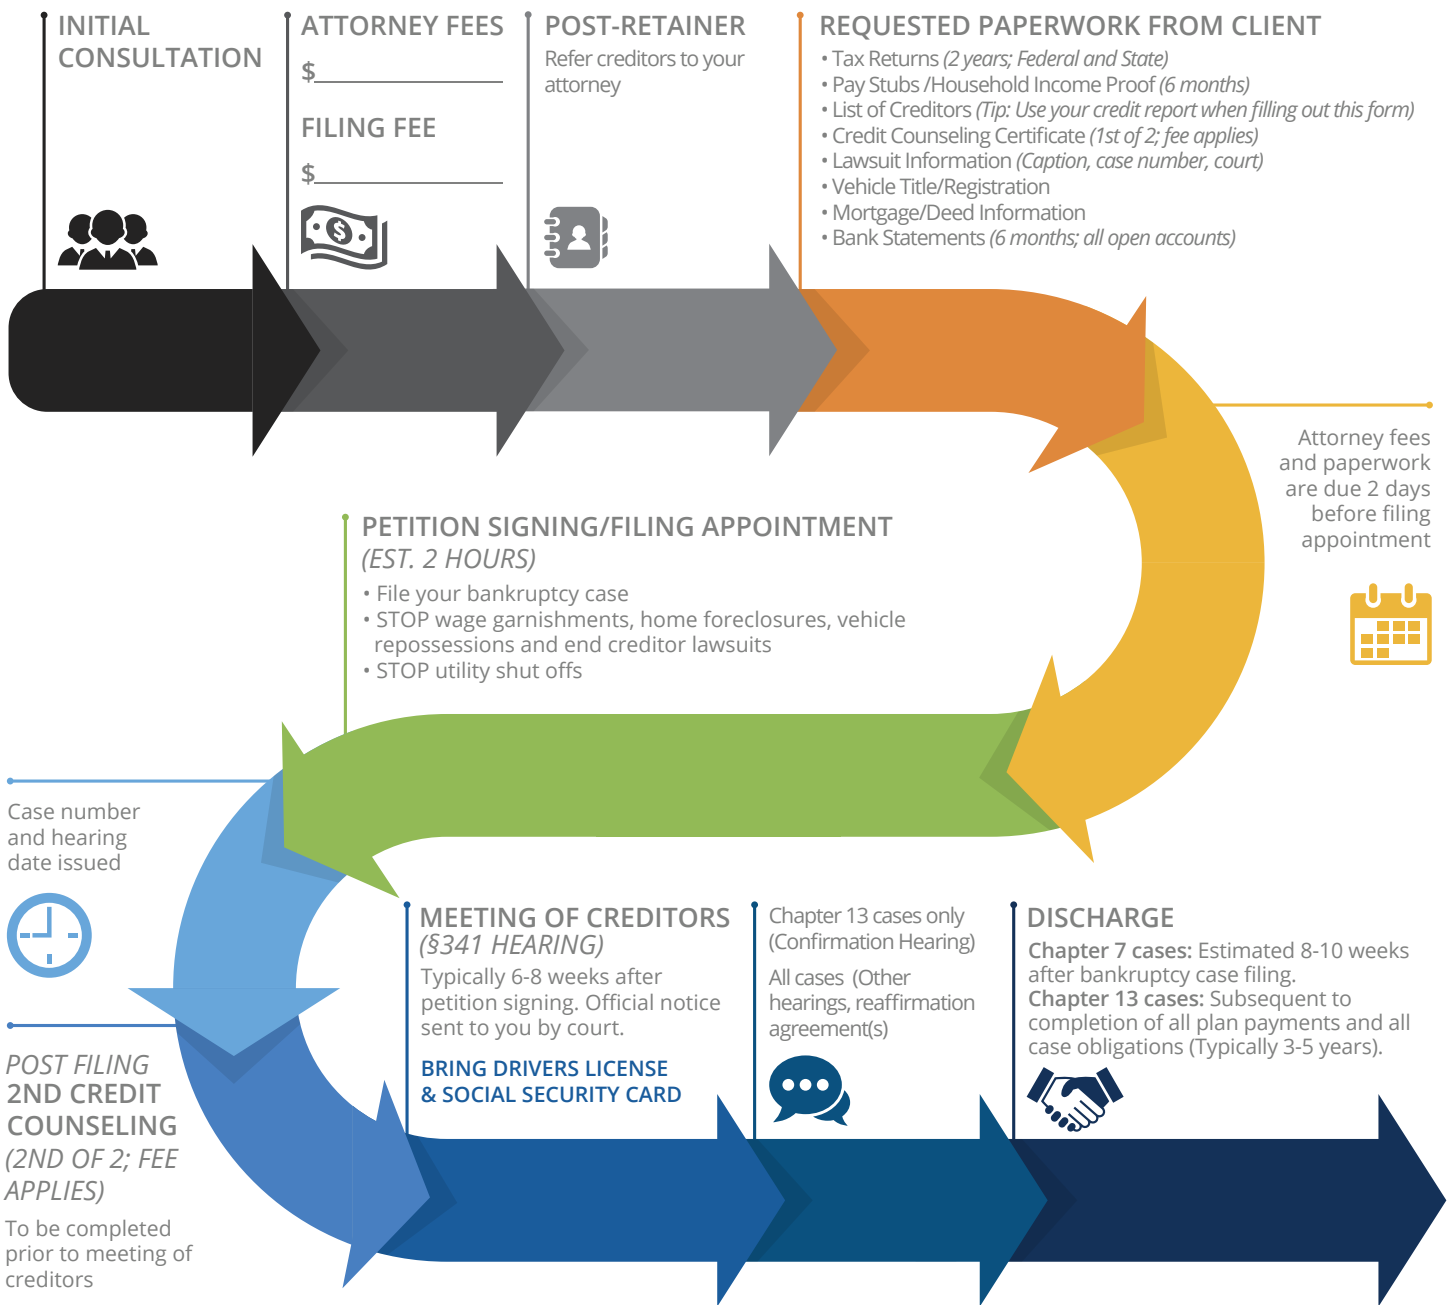 INITIAL
CONSULTATION
ATTORNEY FEES
$
FILING FEE
$
POST-RETAINER
Refer creditors to your
attorney
REQUESTED PAPERWORK FROM CLIENT
• Tax Returns (2 years; Federal and State)
• Pay Stubs /Household Income Proof (6 months)
• List of Creditors (Tip: Use your credit report when filling out this form)
• Credit Counseling Certificate (1st of 2; fee applies)
• Lawsuit Information (Caption, case number, court)
• Vehicle Title/Registration
• Mortgage/Deed Information
• Bank Statements (6 months; all open accounts)
Attorney fees
and paperwork
are due 2 days
before filing
appointment
PETITION SIGNING/FILING APPOINTMENT
(EST. 2 HOURS)
• File your bankruptcy case
• STOP wage garnishments, home foreclosures, vehicle
repossessions and end creditor lawsuits
• STOP utility shut offs
Case number
and hearing
date issued
POST FILING
2ND CREDIT
COUNSELING
(2ND OF 2; FEE
APPLIES)
To be completed
prior to meeting of
creditors
MEETING OF CREDITORS
(§341 HEARING)
Typically 6-8 weeks after
petition signing. Official notice
sent to you by court.
BRING DRIVERS LICENSE
& SOCIAL SECURITY CARD
Chapter 13 cases only
(Confirmation Hearing)
All cases (Other
hearings, reaffirmation
agreement(s)
DISCHARGE
Chapter 7 cases: Estimated 8-10 weeks
after bankruptcy case filing.
Chapter 13 cases: Subsequent to
completion of all plan payments and all
case obligations (Typically 3-5 years).